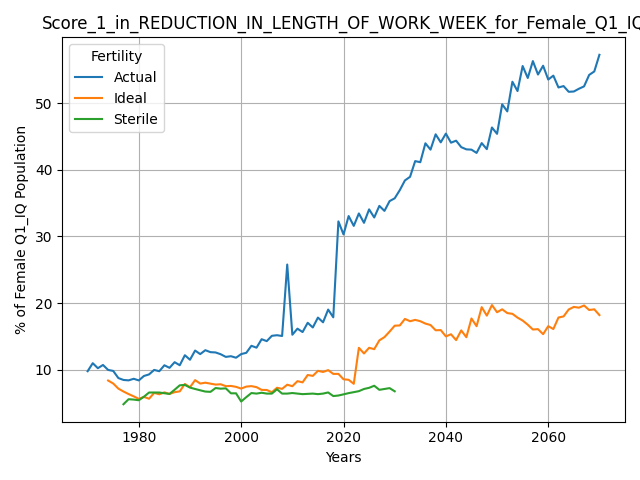 Score_1_in_REDUCTION_IN_LENGTH_OF_WORK_WEEK_for_Female_Q1_IQ
Fertility
Actual
Ideal
Sterile
% of Female Q1_IQ Population
50
40
30
20
10
1980 2000 2020 2040 2060
Years